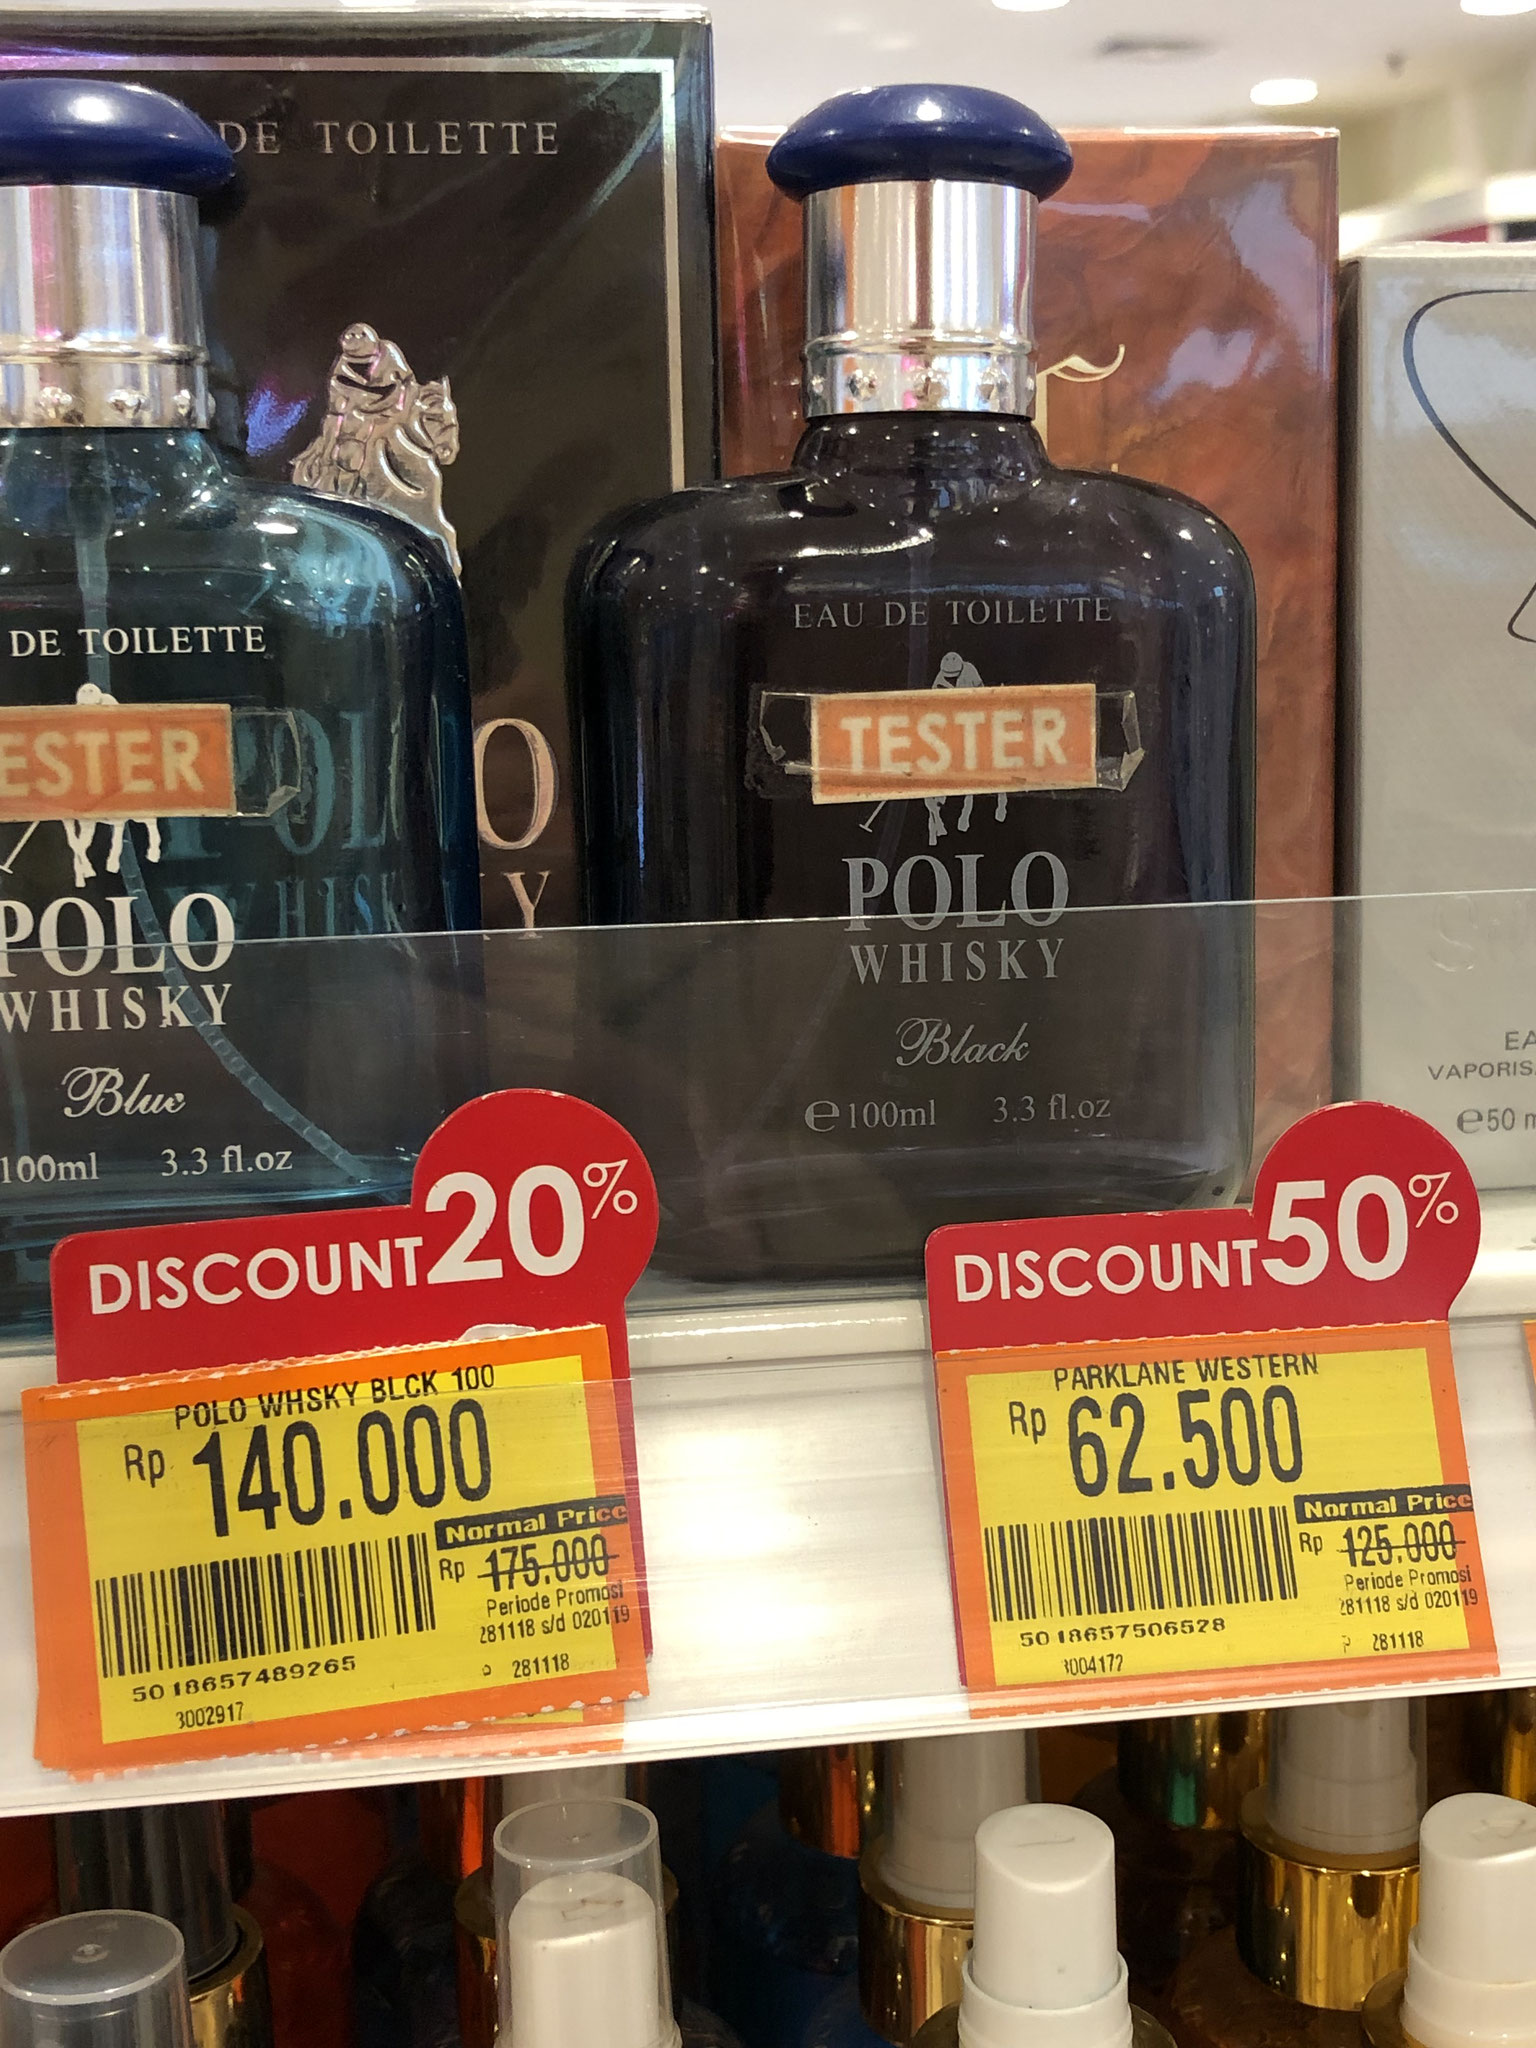 DE TOILETTE
DE TOILETTE
ESTER
POLO
WHISKY
Blue
100ml 3.3 fl.oz
EAU DE TOILETTE
TESTER
POLO
WHISKY
Black
e100ml 3.3 fl.oz
VAPORIS
e50 m
DISCOUNT 20%
POLO WHSKY BLCK 100
Rp 140.000
Normal Price
Rp 175.000
Periode Promosi
281118 s/d 020119
5018657489265
P 281118
3002917
DISCOUNT 50%
PARKLANE WESTERN
Rp 62.500
Normal Price
Rp 125.000
Periode Promosi
281118 s/d 020119
5018657506528
P 281118
3004172